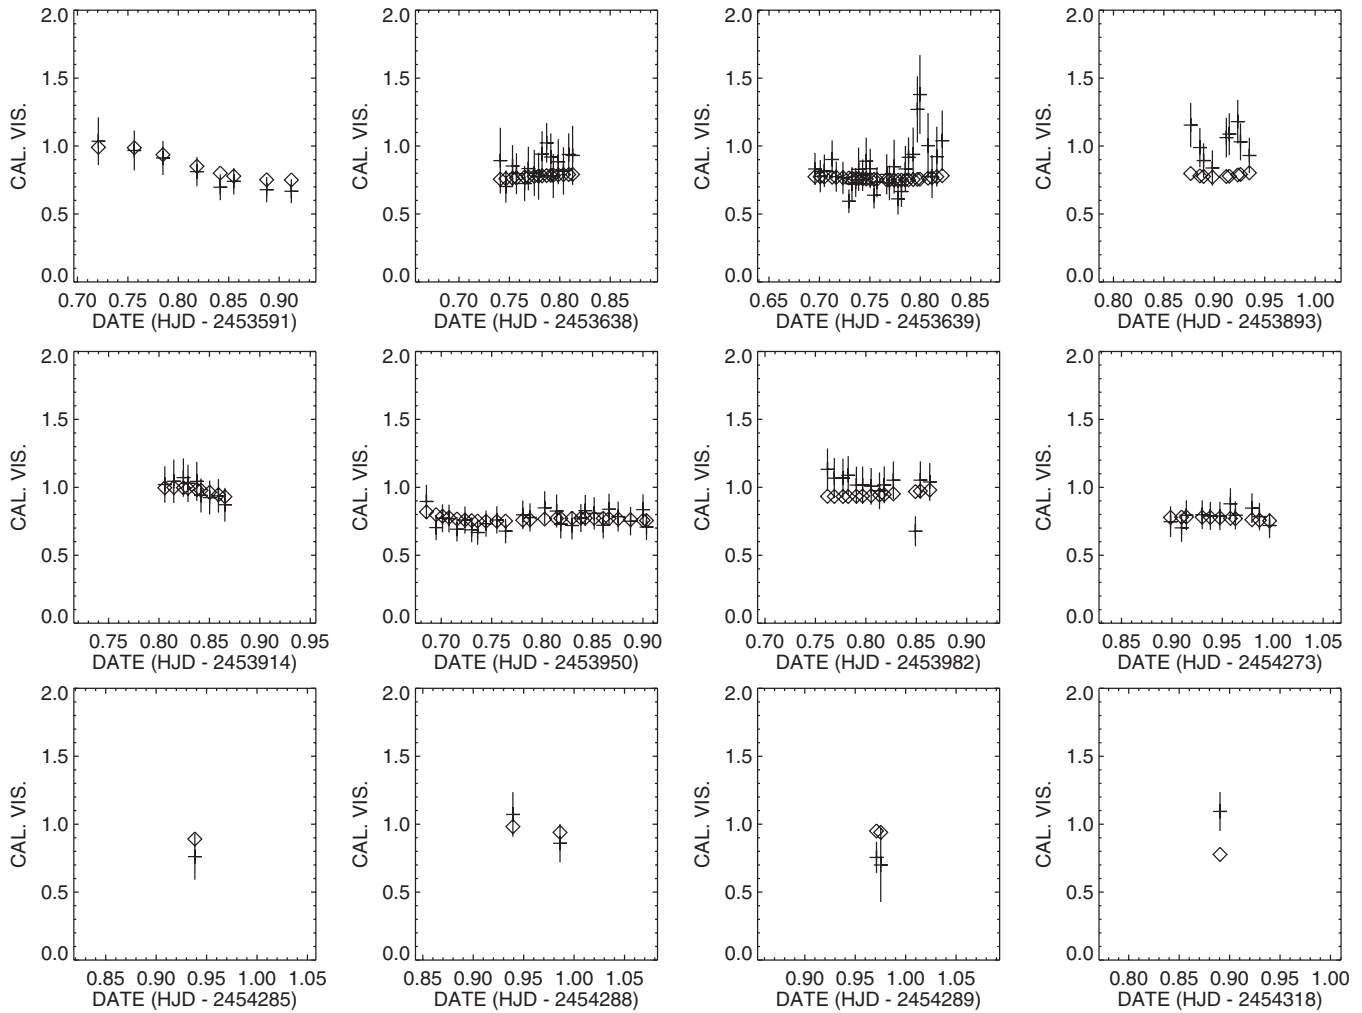 2.0 2.0 2.0 2.0
1.5 1.5 1.5 1.5
1.0 1.0 1.0 1.0
0.5 0.5 0.5 0.5
0.0 0.0 0.0 0.0
CAL. VIS. CAL. VIS. CAL. VIS. CAL. VIS.
0.70 0.75 0.80 0.85 0.90 0.70 0.75 0.80 0.85 0.65 0.70 0.75 0.80 0.85 0.80 0.85 0.90 0.95 1.00
DATE (HJD - 2453591) DATE (HJD - 2453638) DATE (HJD - 2453639) DATE (HJD - 2453893)
2.0 2.0 2.0 2.0
1.5 1.5 1.5 1.5
1.0 1.0 1.0 1.0
0.5 0.5 0.5 0.5
0.0 0.0 0.0 0.0
CAL. VIS. CAL. VIS. CAL. VIS. CAL. VIS.
0.75 0.80 0.85 0.90 0.95 0.70 0.75 0.80 0.85 0.90 0.70 0.75 0.80 0.85 0.90 0.85 0.90 0.95 1.00 1.05
DATE (HJD - 2453914) DATE (HJD - 2453950) DATE (HJD - 2453982) DATE (HJD - 2454273)
2.0 2.0 2.0 2.0
1.5 1.5 1.5 1.5
1.0 1.0 1.0 1.0
0.5 0.5 0.5 0.5
0.0 0.0 0.0 0.0
CAL. VIS. CAL. VIS. CAL. VIS. CAL. VIS.
0.85 0.90 0.95 1.00 1.05 0.85 0.90 0.95 1.00 1.05 0.90 0.95 1.00 1.05 0.80 0.85 0.90 0.95 1.00
DATE (HJD - 2454285) DATE (HJD - 2454288) DATE (HJD - 2454289) DATE (HJD - 2454318)